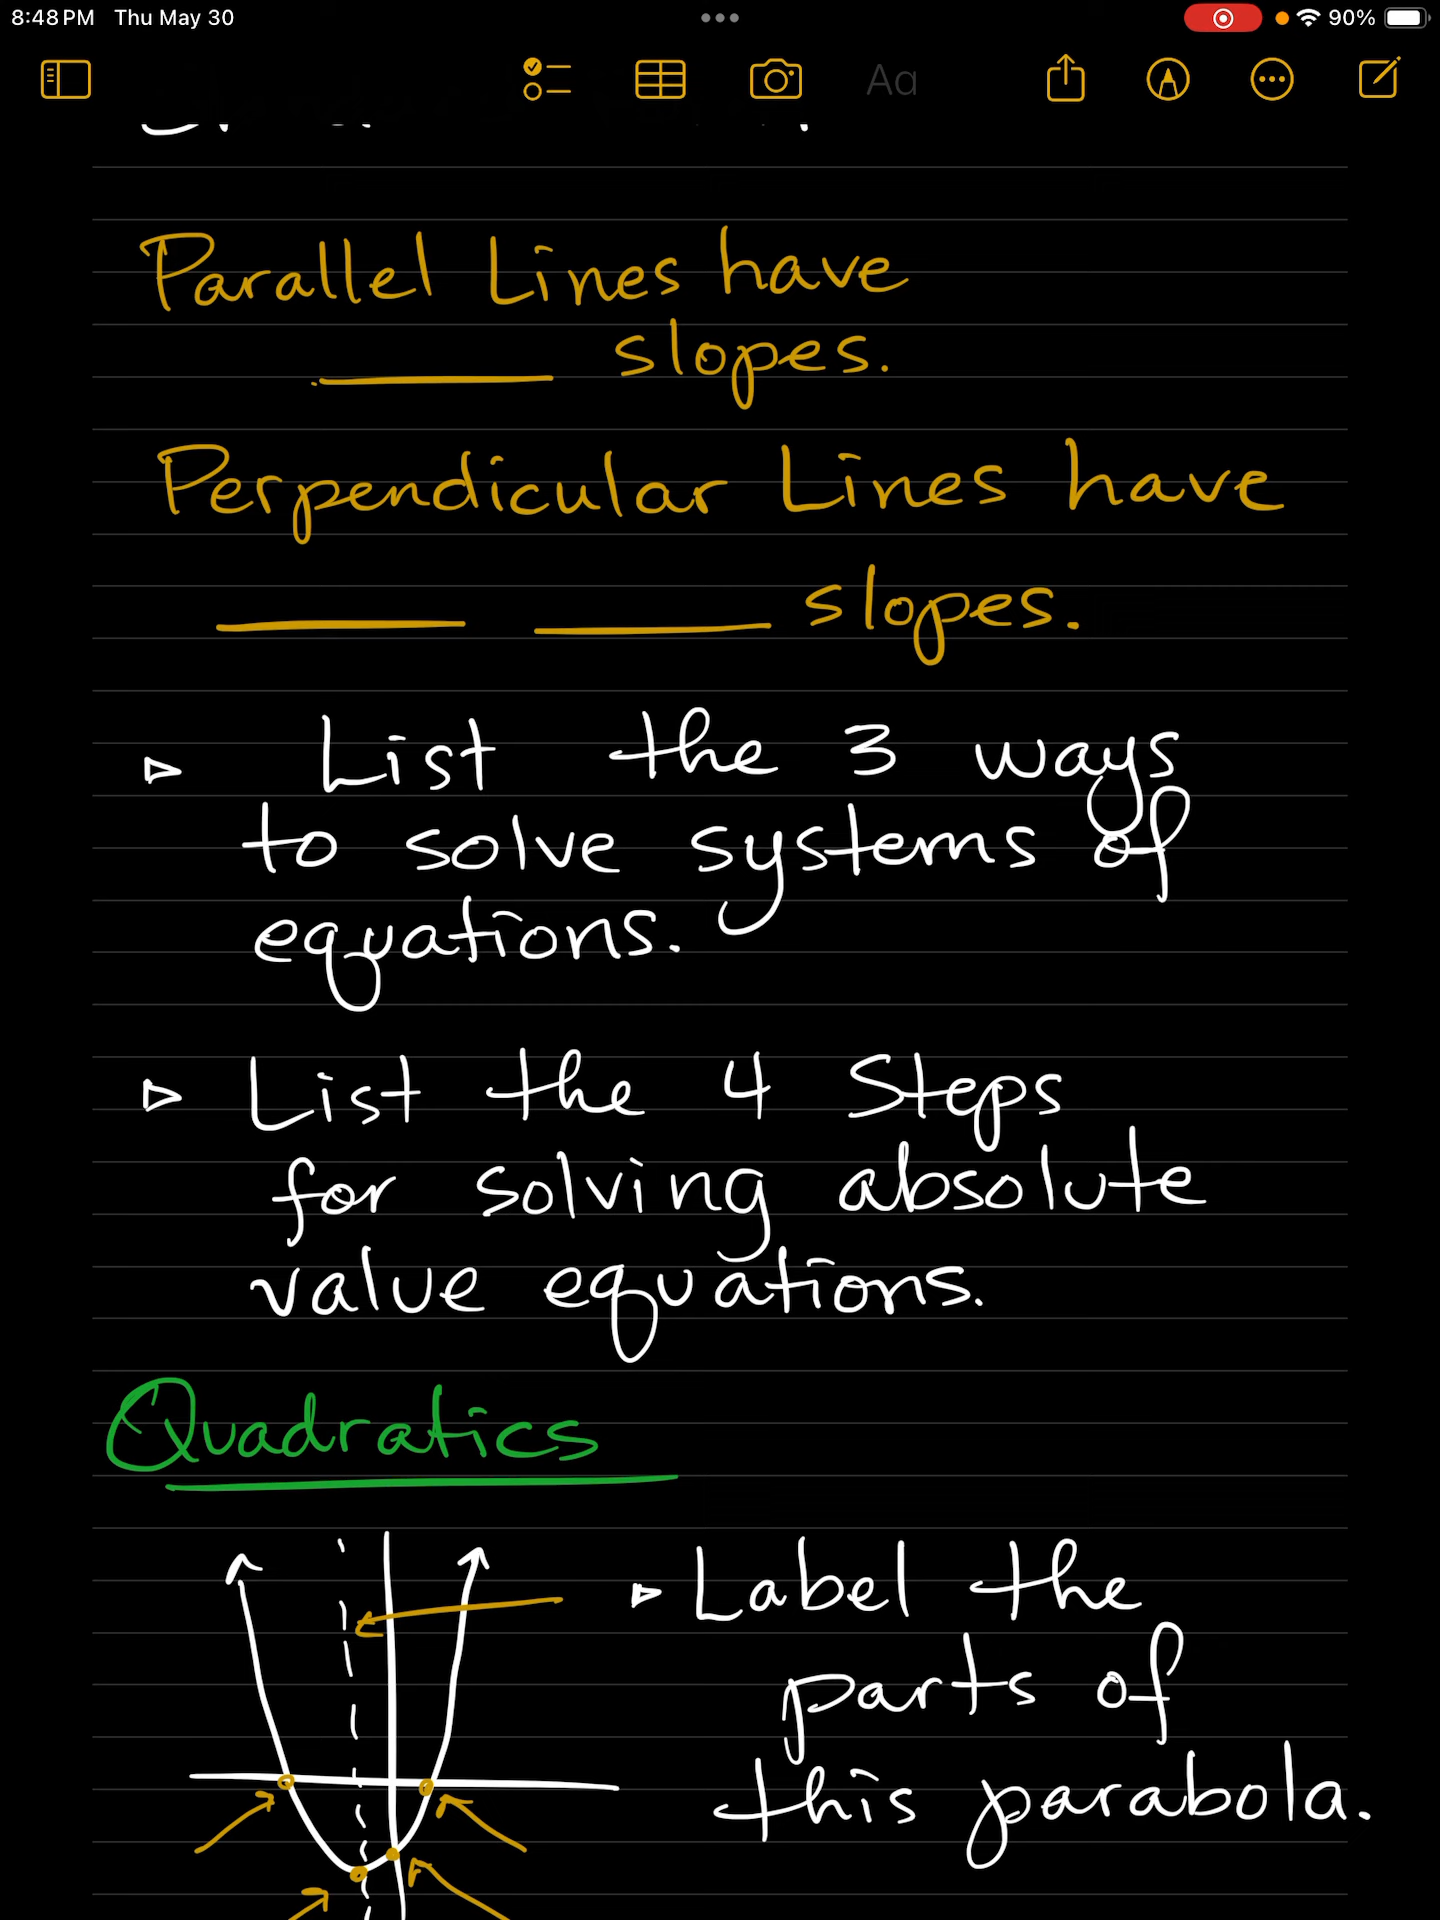 8:48 PM Thu May 30
90%
Aa
Parallel Lines have
slopes.
Perpendicular Lines have
slopes.
List the 3 ways
to solve systems of
equations.
List the 4 Steps
for solving absolute
value equations.
Quadratics
Label the
parts of
this parabola.